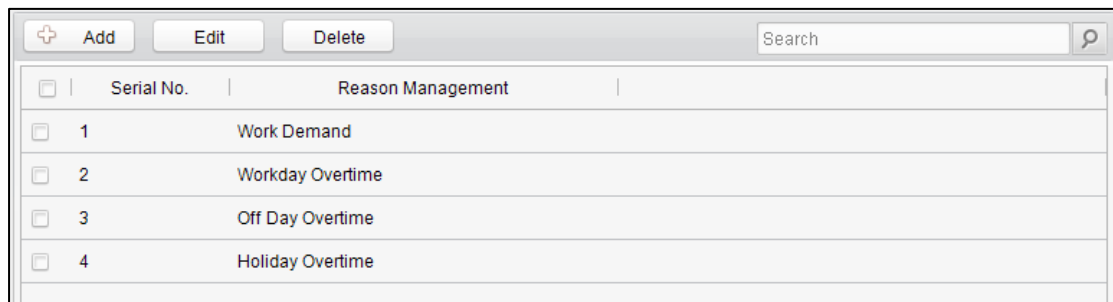 Add Edit Delete Search
Serial No. Reason Management
1 Work Demand
2 Workday Overtime
3 Off Day Overtime
4 Holiday Overtime